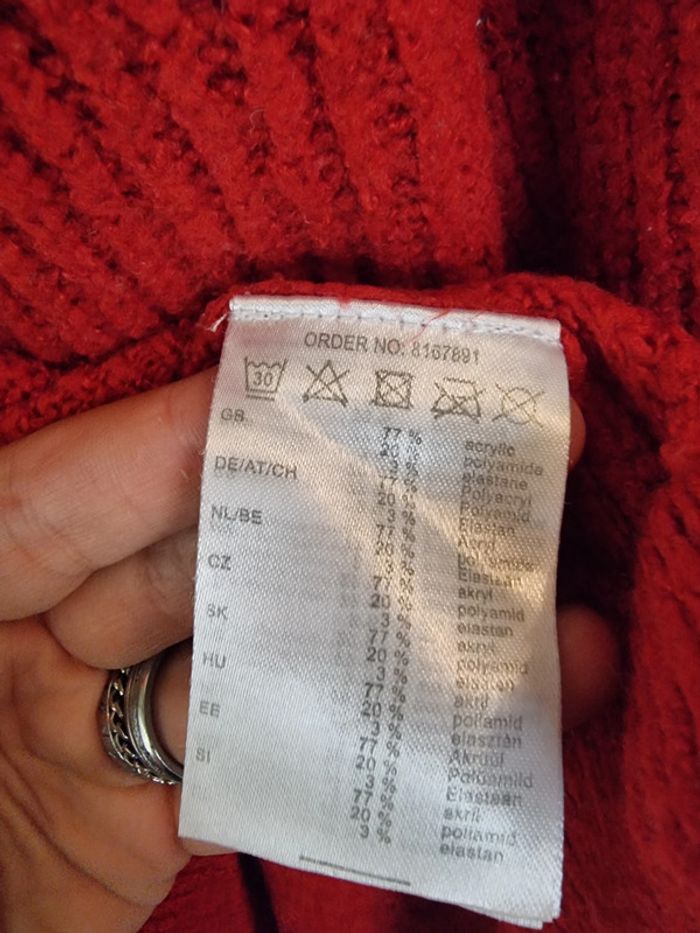 ORDER NO: 8167891
30
GB 77 % acrylic
20 % polyamide
3 % elastane
DE/AT/CH 77 % Polyacryl
20 % Polyamid
3 % Elastan
NL/BE 77 % Acryl
20 % polyamide
3 % Elastaan
CZ 77 % akryl
20 % polyamid
3 % elastan
SK 77 % akryl
20 % polyamid
3 % elastan
HU 77 % akril
20 % poliamid
3 % elasztán
EE 77 % Akrüül
20 % Polüamiid
3 % Elastaan
SI 77 % akril
20 % poliamid
3 % elastan